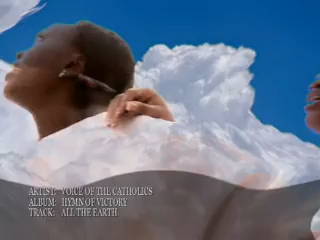 ARTIST: VOICE OF THE CATHOLICS
ALBUM: HYMN OF VICTORY
TRACK: ALL THE EARTH